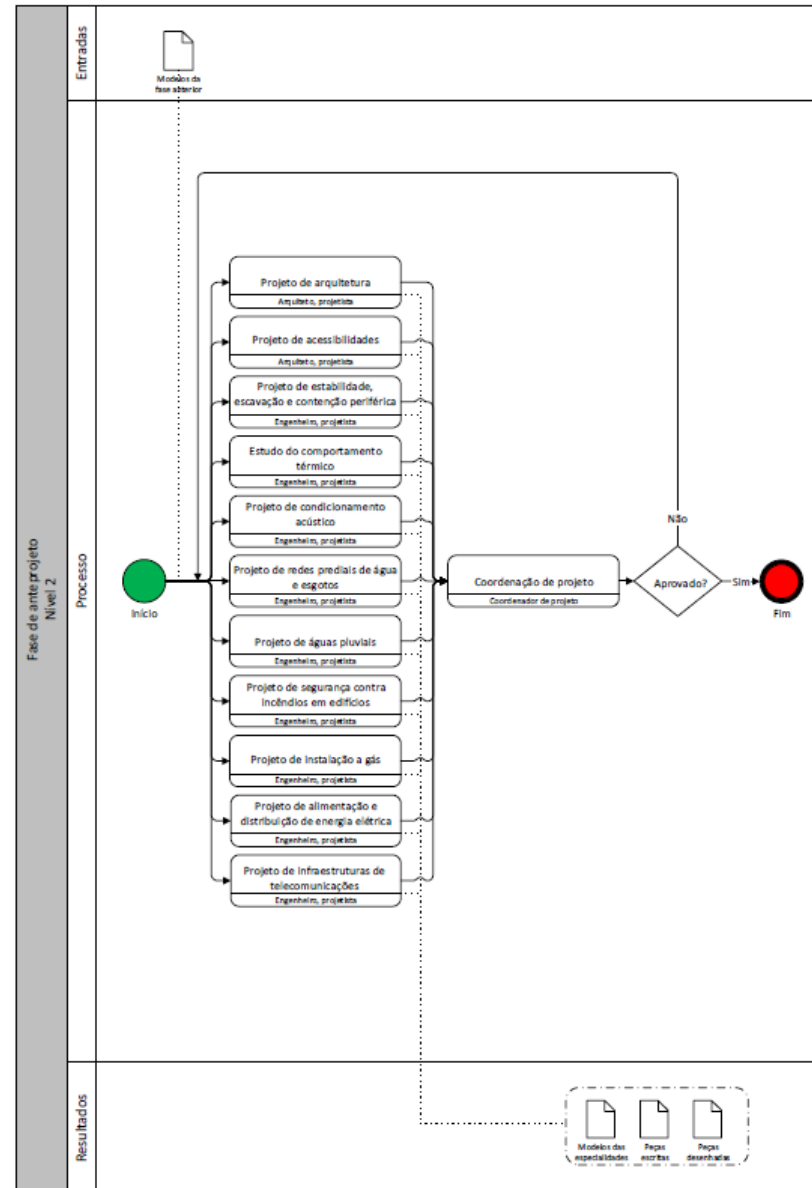 Fase de anteprojeto
Nível 2
Entradas
Modelos da
fase anterior
Processo
Início
Projeto de arquitetura
Arquiteto, projetista
Projeto de acessibilidades
Arquiteto, projetista
Projeto de estabilidade,
escavação e contenção periférica
Engenheiro, projetista
Estudo do comportamento
térmico
Engenheiro, projetista
Projeto de condicionamento
acústico
Engenheiro, projetista
Projeto de redes prediais de água
e esgotos
Engenheiro, projetista
Projeto de águas pluviais
Engenheiro, projetista
Projeto de segurança contra
incêndios em edifícios
Engenheiro, projetista
Projeto de instalação a gás
Engenheiro, projetista
Projeto de alimentação e
distribuição de energia elétrica
Engenheiro, projetista
Projeto de infraestruturas de
telecomunicações
Engenheiro, projetista
Coordenação de projeto
Coordenador de projeto
Não
Aprovado?
Sim
Fim
Resultados
Modelos das
especialidades
Peças
escritas
Peças
desenhadas